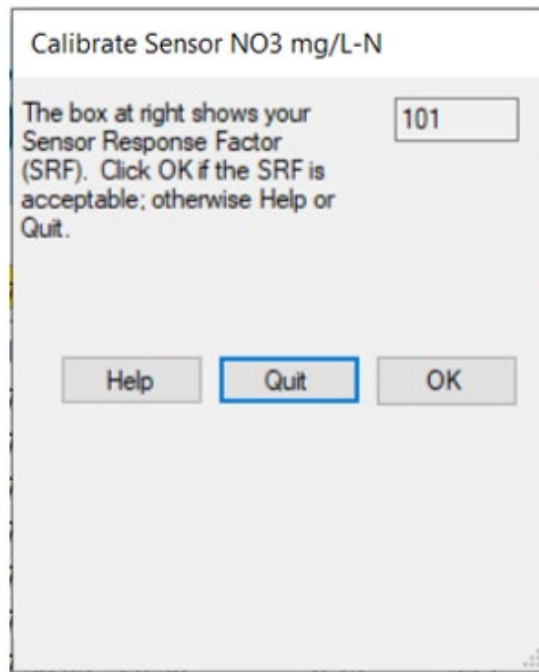 Calibrate Sensor NO3 mg/L-N
The box at right shows your
Sensor Response Factor
(SRF). Click OK if the SRF is
acceptable; otherwise Help or
Quit.
101
Help
Quit
OK